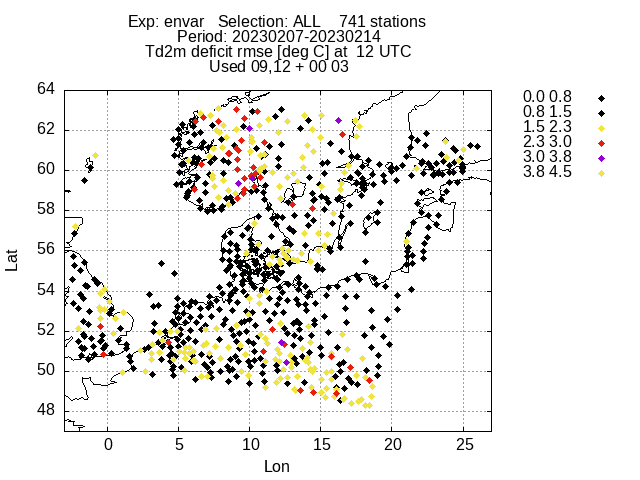 Exp: envar   Selection: ALL    741 stations
Period: 20230207-20230214
Td2m deficit rmse [deg C] at  12 UTC
Used 09,12 + 00 03
0.0 0.8
0.8 1.5
1.5 2.3
2.3 3.0
3.0 3.8
3.8 4.5
64
62
60
58
56
54
52
50
48
Lat
0 5 10 15 20 25
Lon